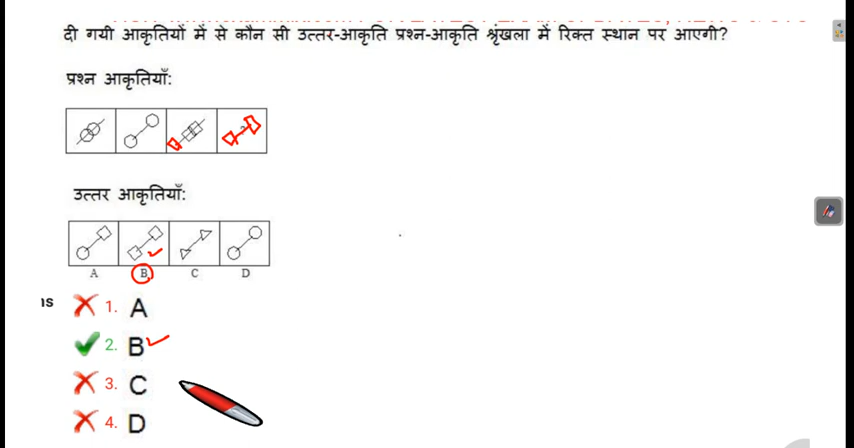 दी गयी आकृतियों में से कौन सी उत्तर-आकृति प्रश्न-आकृति श्रृंखला में रिक्त स्थान पर आएगी?
प्रश्न आकृतियाँ:
उत्तर आकृतियाँ:
A B C D
1. A
2. B
3. C
4. D